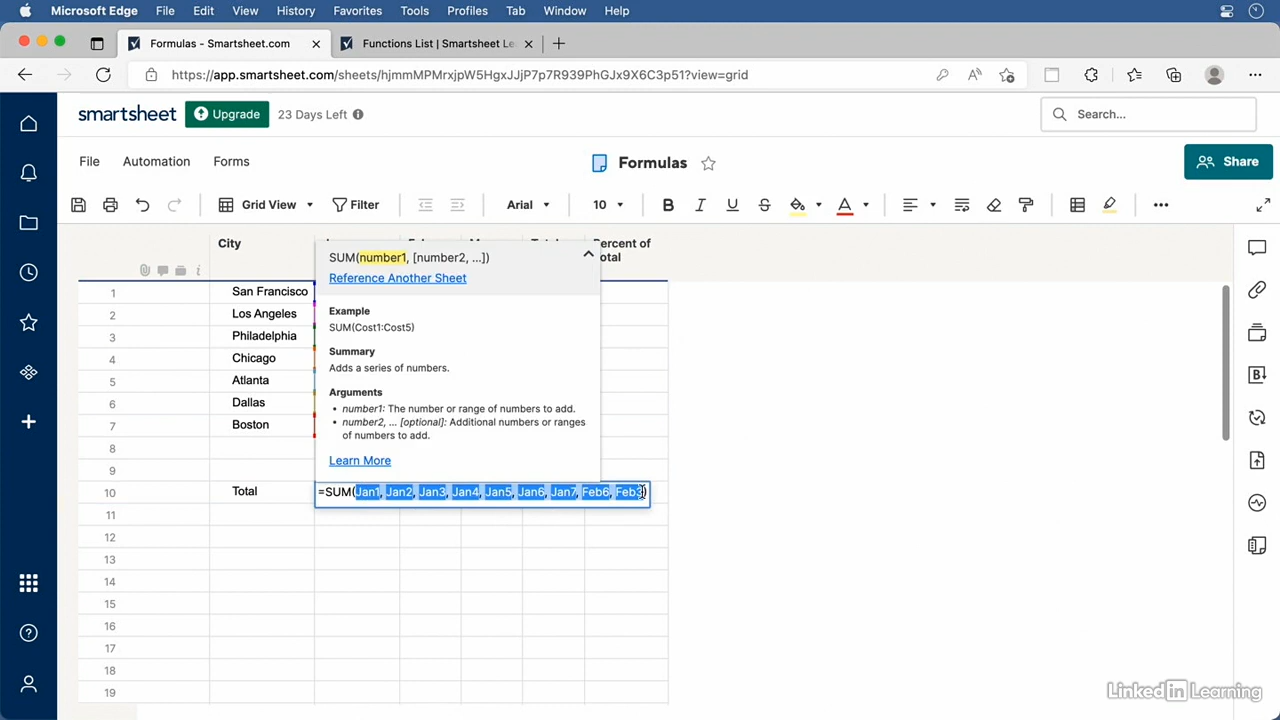 Microsoft Edge File Edit View History Favorites Tools Profiles Tab Window Help
Formulas - Smartsheet.com
Functions List | Smartsheet Le
https://app.smartsheet.com/sheets/hjmmMPMrxjpW5HgxJJjP7p7R939PhGJx9X6C3p51?view=grid
smartsheet Upgrade 23 Days Left Search...
File Automation Forms Formulas Share
Grid View Filter Arial 10 B I U S A
City Percent of
SUM(number1, [number2, ...])
Reference Another Sheet
Example
SUM(Cost1:Cost5)
Summary
Adds a series of numbers.
Arguments
• number1: The number or range of numbers to add.
• number2, ... [optional]: Additional numbers or ranges
of numbers to add.
Learn More
1 San Francisco
2 Los Angeles
3 Philadelphia
4 Chicago
5 Atlanta
6 Dallas
7 Boston
8
9
10 Total =SUM(Jan1, Jan2, Jan3, Jan4, Jan5, Jan6, Jan7, Feb6, Feb3)
11
12
13
14
15
16
17
18
19
LinkedIn Learning